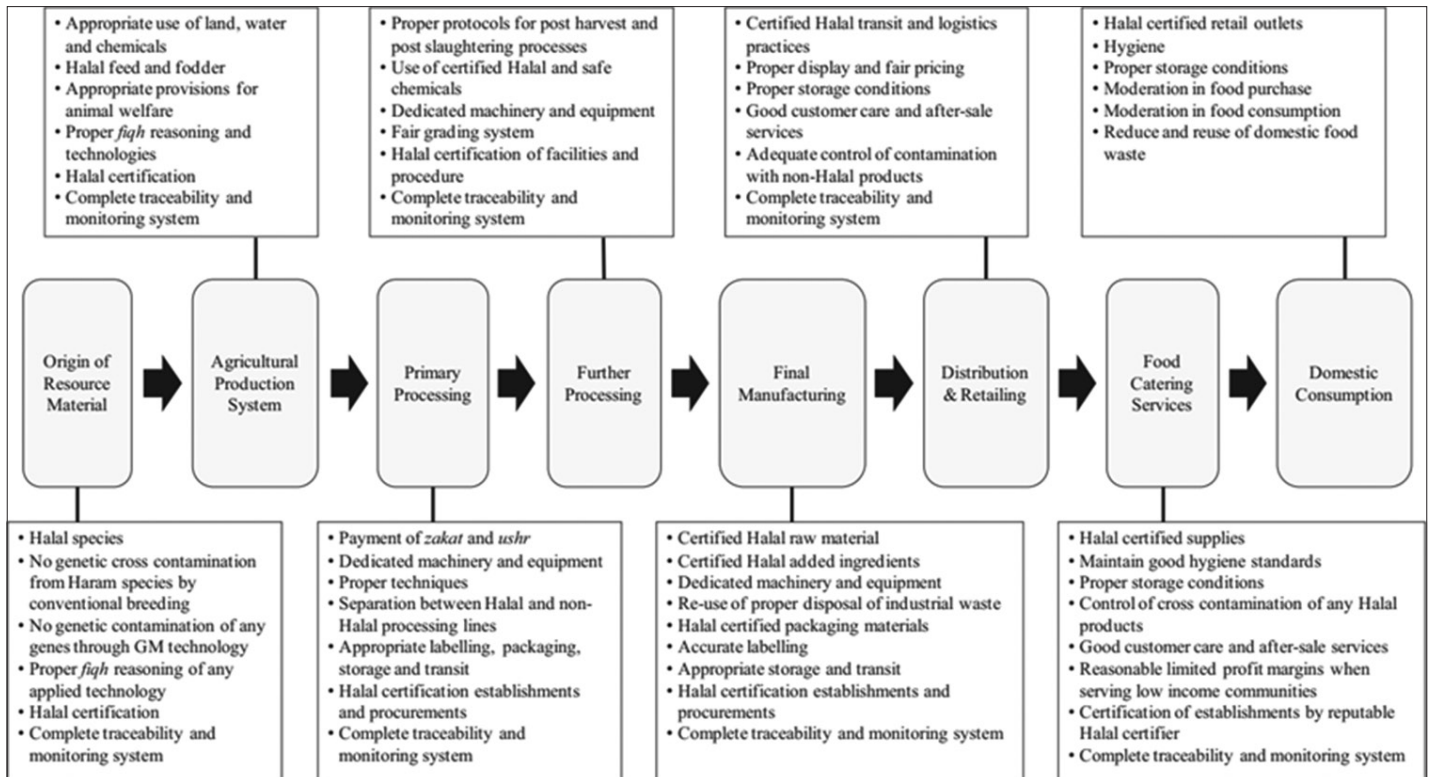 • Appropriate use of land, water
and chemicals
• Halal feed and fodder
• Appropriate provisions for
animal welfare
• Proper fiqh reasoning and
technologies
• Halal certification
• Complete traceability and
monitoring system
• Proper protocols for post harvest and
post slaughtering processes
• Use of certified Halal and safe
chemicals
• Dedicated machinery and equipment
• Fair grading system
• Halal certification of facilities and
procedure
• Complete traceability and
monitoring system
• Certified Halal transit and logistics
practices
• Proper display and fair pricing
• Proper storage conditions
• Good customer care and after-sale
services
• Adequate control of contamination
with non-Halal products
• Complete traceability and
monitoring system
• Halal certified retail outlets
• Hygiene
• Proper storage conditions
• Moderation in food purchase
• Moderation in food consumption
• Reduce and reuse of domestic food
waste
Origin of
Resource
Material
Agricultural
Production
System
Primary
Processing
Further
Processing
Final
Manufacturing
Distribution
& Retailing
Food
Catering
Services
Domestic
Consumption
• Halal species
• No genetic cross contamination
from Haram species by
conventional breeding
• No genetic contamination of any
genes through GM technology
• Proper fiqh reasoning of any
applied technology
• Halal certification
• Complete traceability and
monitoring system
• Payment of zakat and ushr
• Dedicated machinery and equipment
• Proper techniques
• Separation between Halal and non-
Halal processing lines
• Appropriate labelling, packaging,
storage and transit
• Halal certification establishments
and procurements
• Complete traceability and
monitoring system
• Certified Halal raw material
• Certified Halal added ingredients
• Dedicated machinery and equipment
• Re-use of proper disposal of industrial waste
• Halal certified packaging materials
• Accurate labelling
• Appropriate storage and transit
• Halal certification establishments and
procurements
• Complete traceability and monitoring system
• Halal certified supplies
• Maintain good hygiene standards
• Proper storage conditions
• Control of cross contamination of any Halal
products
• Good customer care and after-sale services
• Reasonable limited profit margins when
serving low income communities
• Certification of establishments by reputable
Halal certifier
• Complete traceability and monitoring system